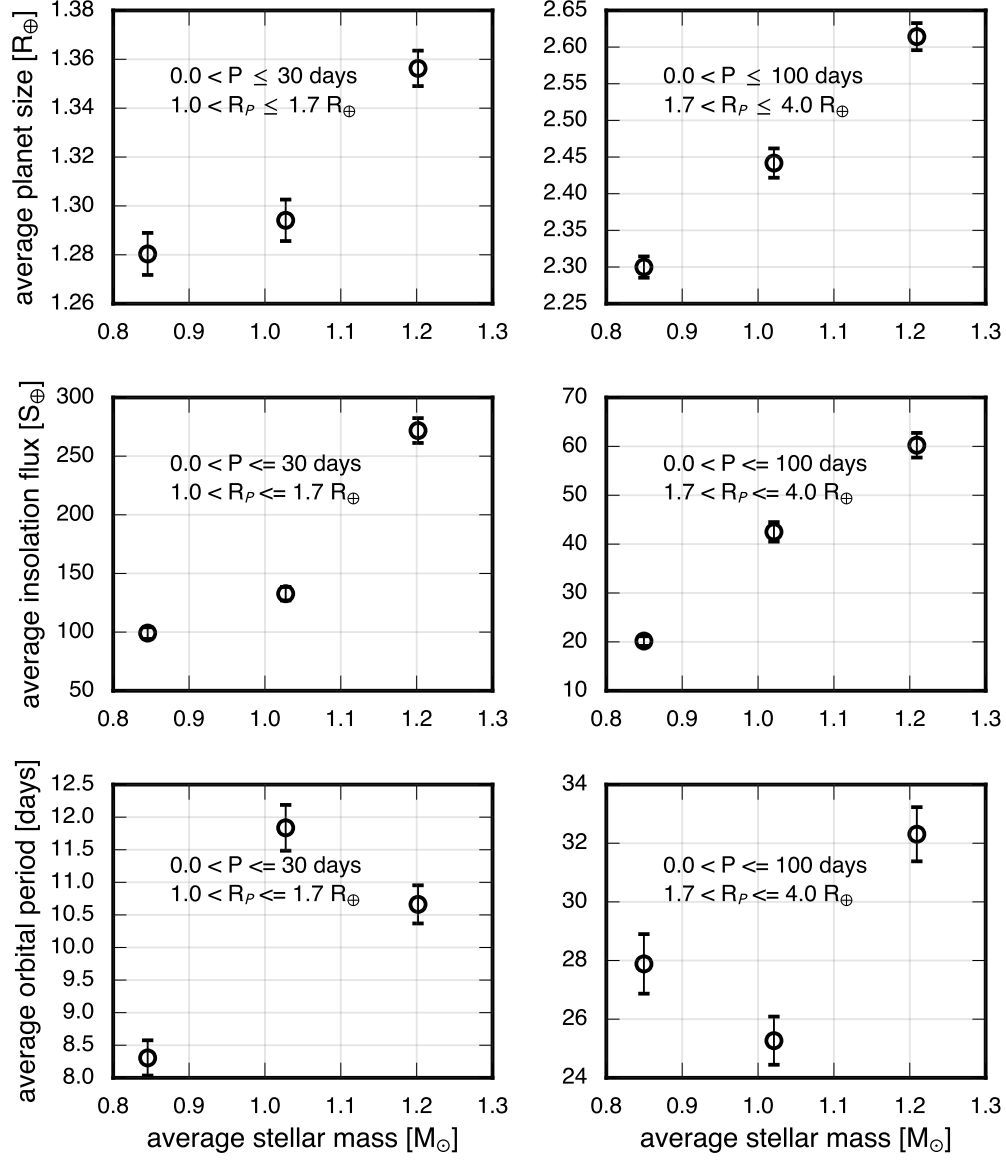 average planet size [R⊕]
1.38
1.36
1.34
1.32
1.30
1.28
1.26
0.0 < P ≤ 30 days
1.0 < R_P ≤ 1.7 R⊕
0.8 0.9 1.0 1.1 1.2 1.3
2.65
2.60
2.55
2.50
2.45
2.40
2.35
2.30
2.25
0.0 < P ≤ 100 days
1.7 < R_P ≤ 4.0 R⊕
0.8 0.9 1.0 1.1 1.2 1.3
average insolation flux [S⊕]
300
250
200
150
100
50
0.0 < P <= 30 days
1.0 < R_P <= 1.7 R⊕
0.8 0.9 1.0 1.1 1.2 1.3
70
60
50
40
30
20
10
0.0 < P <= 100 days
1.7 < R_P <= 4.0 R⊕
0.8 0.9 1.0 1.1 1.2 1.3
average orbital period [days]
12.5
12.0
11.5
11.0
10.5
10.0
9.5
9.0
8.5
8.0
0.0 < P <= 30 days
1.0 < R_P <= 1.7 R⊕
0.8 0.9 1.0 1.1 1.2 1.3
average stellar mass [M⊙]
34
32
30
28
26
24
0.0 < P <= 100 days
1.7 < R_P <= 4.0 R⊕
0.8 0.9 1.0 1.1 1.2 1.3
average stellar mass [M⊙]